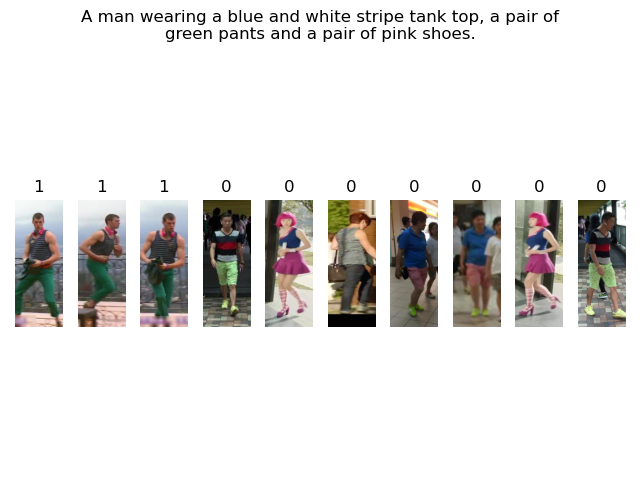 A man wearing a blue and white stripe tank top, a pair of
green pants and a pair of pink shoes.
1 1 1 0 0 0 0 0 0 0